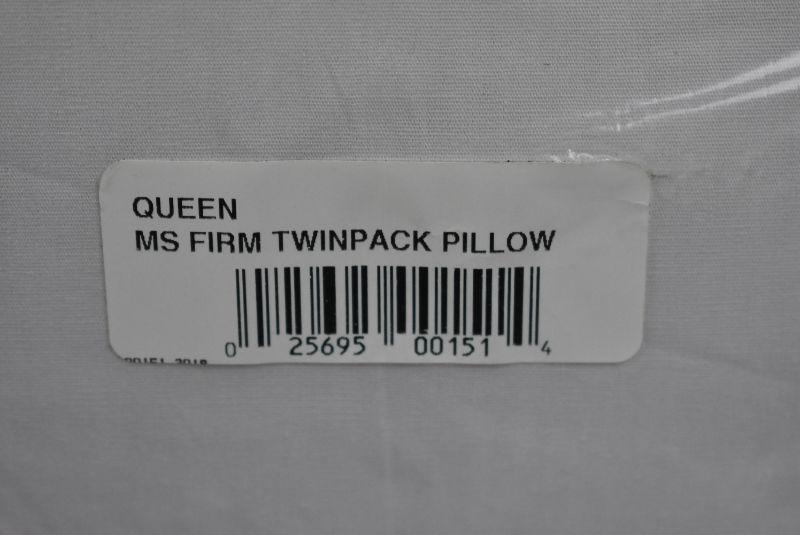 QUEEN
MS FIRM TWINPACK PILLOW
0 25695 00151 4